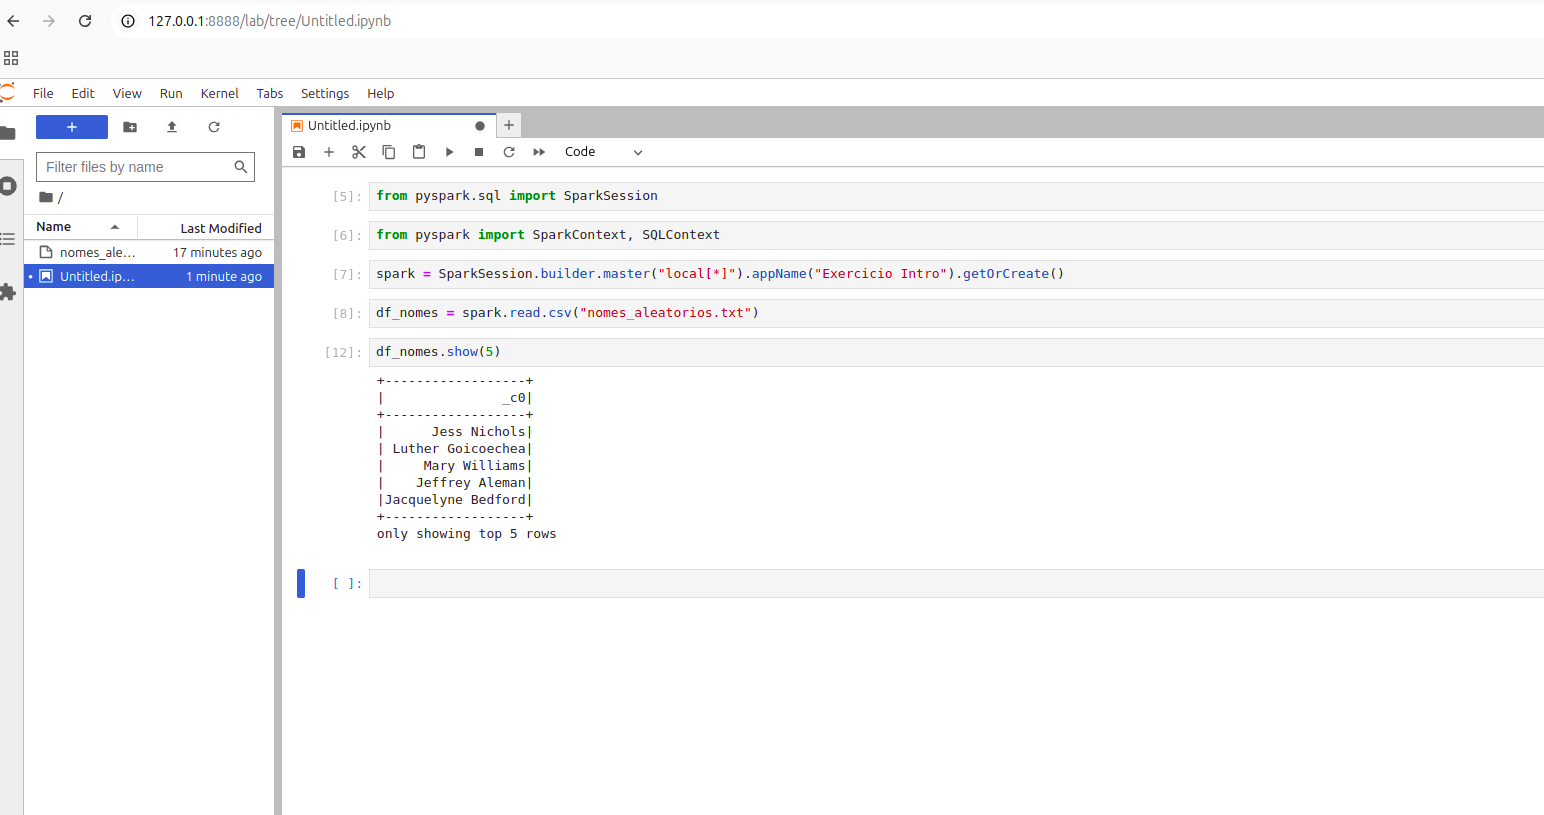 127.0.0.1:8888/lab/tree/Untitled.ipynb
File Edit View Run Kernel Tabs Settings Help
Filter files by name
/
Name Last Modified
nomes_ale... 17 minutes ago
Untitled.ip... 1 minute ago
Untitled.ipynb
Code
[5]: from pyspark.sql import SparkSession
[6]: from pyspark import SparkContext, SQLContext
[7]: spark = SparkSession.builder.master("local[*]").appName("Exercicio Intro").getOrCreate()
[8]: df_nomes = spark.read.csv("nomes_aleatorios.txt")
[12]: df_nomes.show(5)
+------------------+
|               _c0|
+------------------+
|      Jess Nichols|
| Luther Goicoechea|
|     Mary Williams|
|    Jeffrey Aleman|
|Jacquelyne Bedford|
+------------------+
only showing top 5 rows
[ ]: